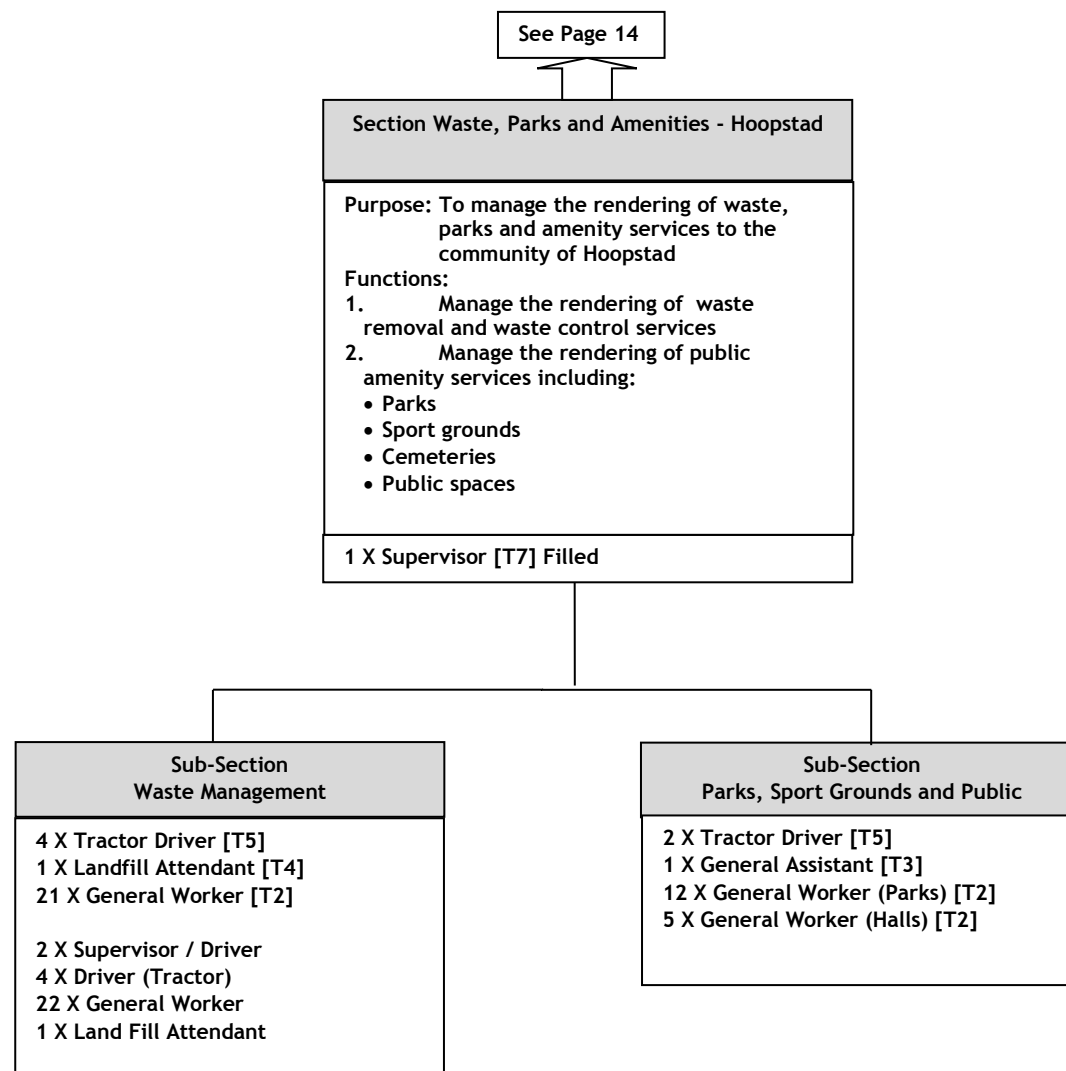 See Page 14
Section Waste, Parks and Amenities - Hoopstad
Purpose: To manage the rendering of waste,
parks and amenity services to the
community of Hoopstad
Functions:
1. Manage the rendering of waste
removal and waste control services
2. Manage the rendering of public
amenity services including:
• Parks
• Sport grounds
• Cemeteries
• Public spaces
1 X Supervisor [T7] Filled
Sub-Section
Waste Management
4 X Tractor Driver [T5]
1 X Landfill Attendant [T4]
21 X General Worker [T2]
2 X Supervisor / Driver
4 X Driver (Tractor)
22 X General Worker
1 X Land Fill Attendant
Sub-Section
Parks, Sport Grounds and Public
2 X Tractor Driver [T5]
1 X General Assistant [T3]
12 X General Worker (Parks) [T2]
5 X General Worker (Halls) [T2]